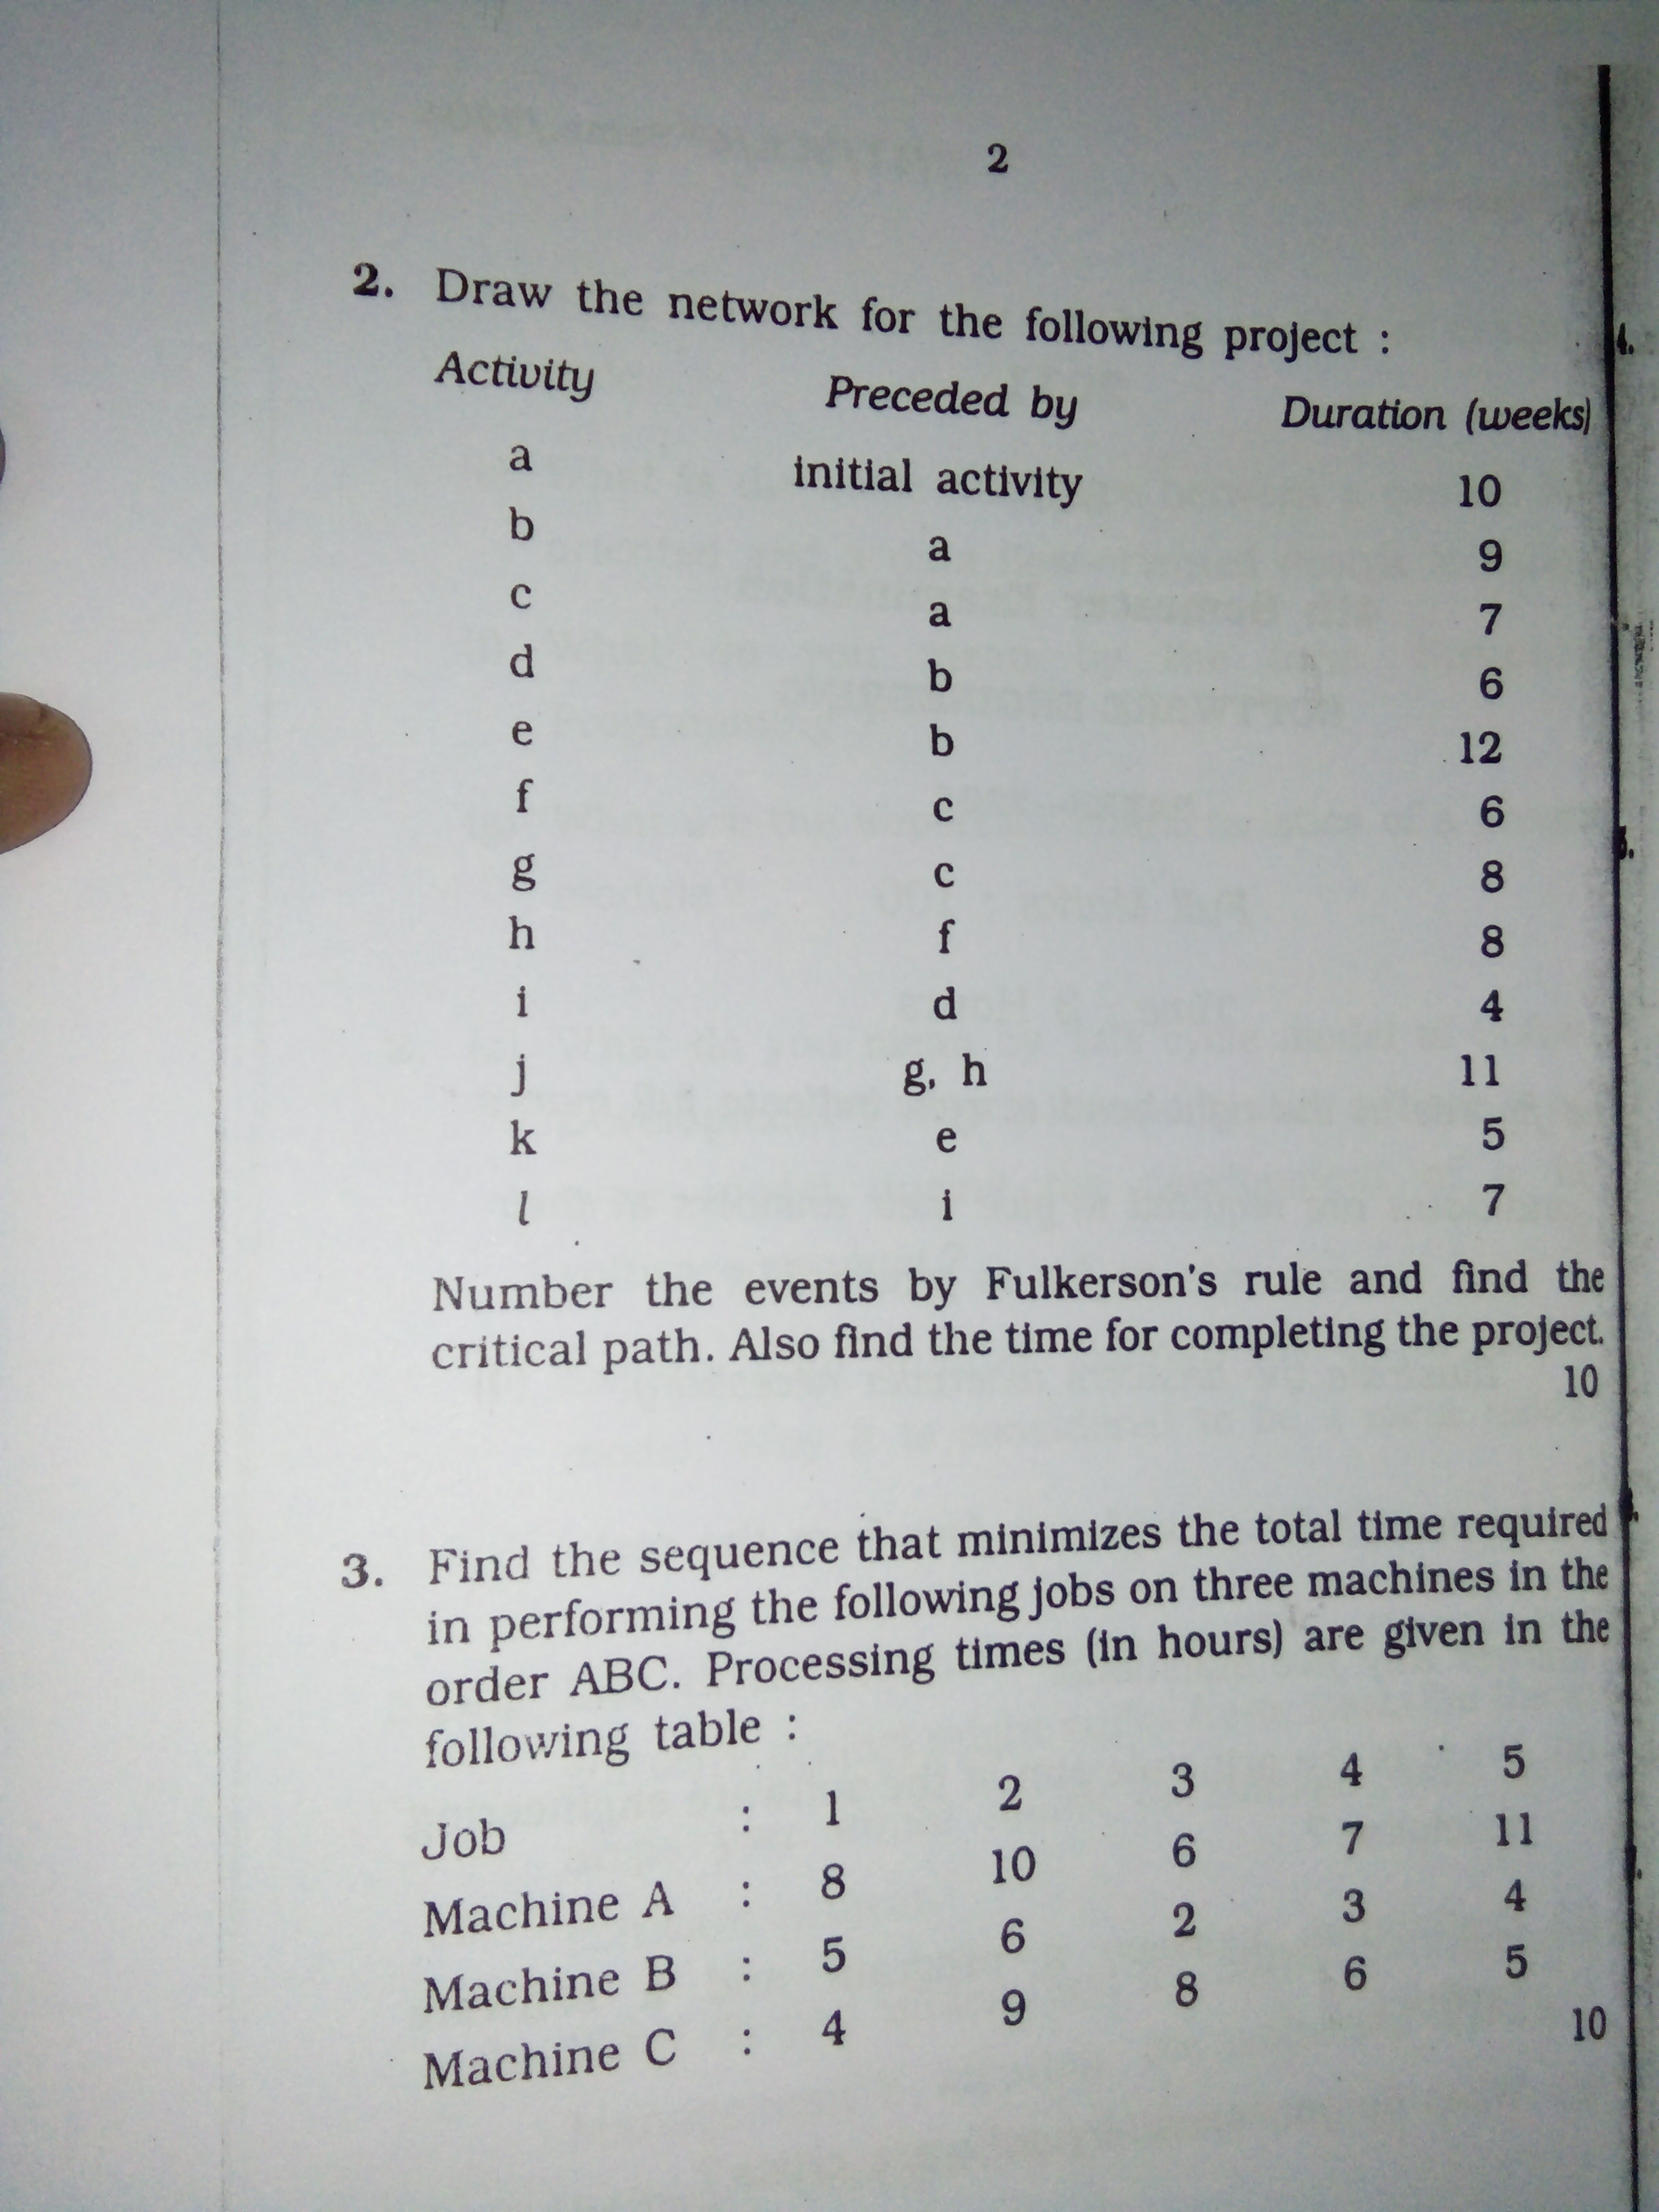 2
2. Draw the network for the following project :
Activity Preceded by Duration (weeks)
a initial activity 10
b a 9
c a 7
d b 6
e b 12
f c 6
g c 8
h f 8
i d 4
j g, h 11
k e 5
l i 7
Number the events by Fulkerson's rule and find the
critical path. Also find the time for completing the project.
10
3. Find the sequence that minimizes the total time required
in performing the following jobs on three machines in the
order ABC. Processing times (in hours) are given in the
following table :
Job : 1 2 3 4 5
Machine A : 8 10 6 7 11
Machine B : 5 6 2 3 4
Machine C : 4 9 8 6 5
10
4.